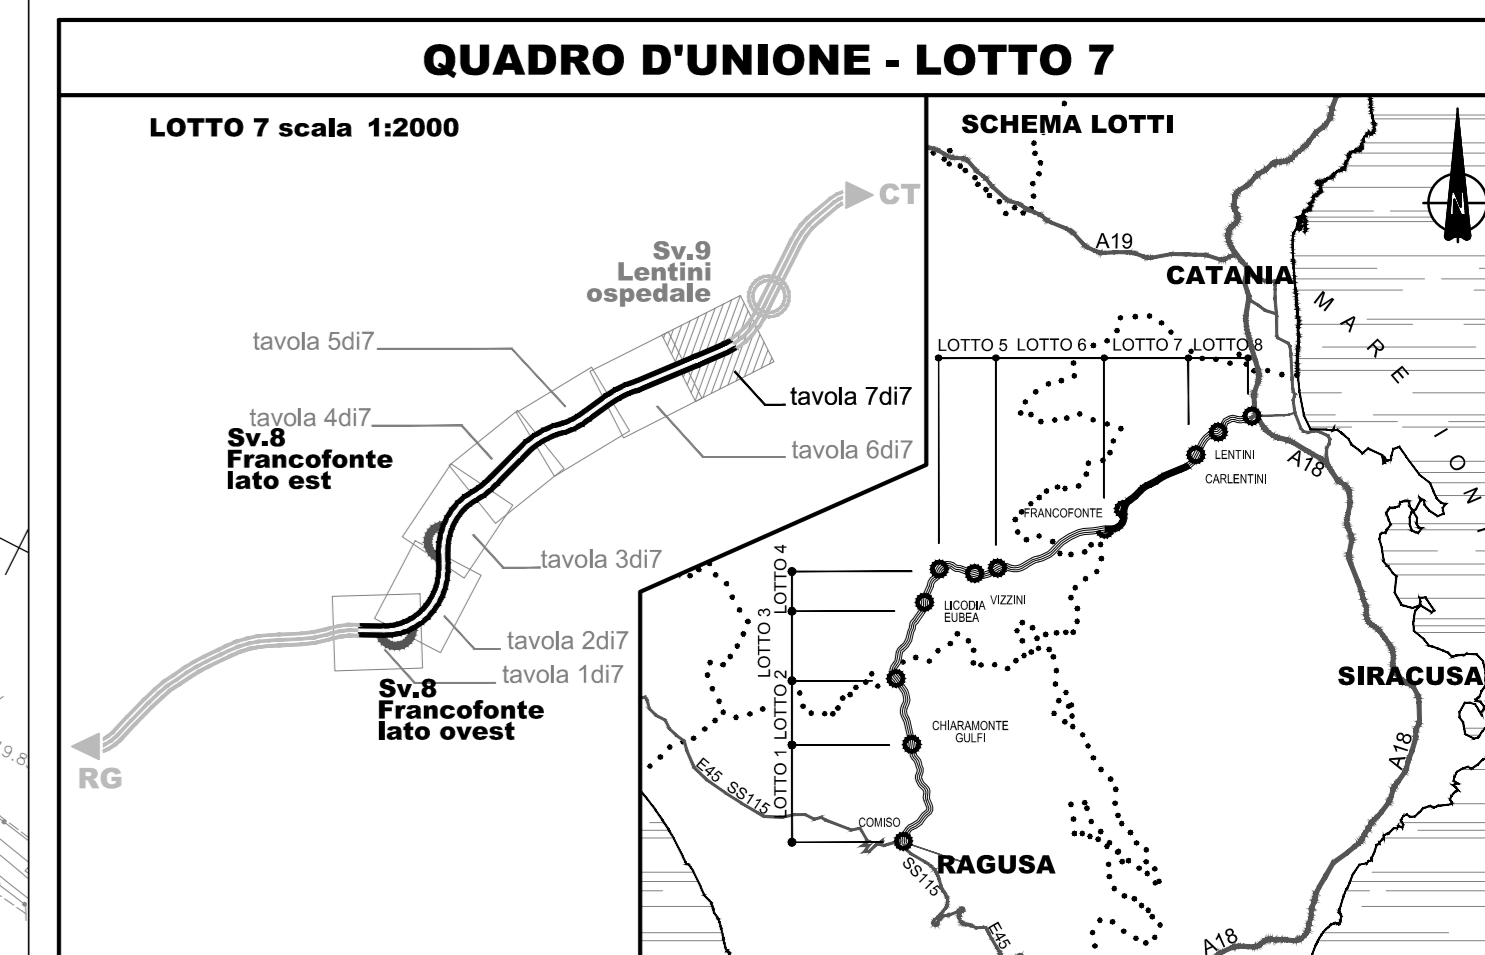 QUADRO D'UNIONE - LOTTO 7
LOTTO 7 scala 1:2000
CT
Sv.9
Lentini
ospedale
tavola 5di7
tavola 4di7
Sv.8
Francofonte
lato est
tavola 7di7
tavola 6di7
tavola 3di7
tavola 2di7
tavola 1di7
Sv.8
Francofonte
lato ovest
RG
SCHEMA LOTTI
N
A19
CATANIA
MARE
LOTTO 5
LOTTO 6
LOTTO 7
LOTTO 8
IONI
LENTINI
A18
CARLENTINI
FRANCOFONTE
LOTTO 4
LOTTO 3
LOTTO 2
LOTTO 1
LICODIA
EUBEA
VIZZINI
SIRACUSA
CHIARAMONTE
GULFI
A18
E45 SS115
COMISO
RAGUSA
SS115
E45
A18